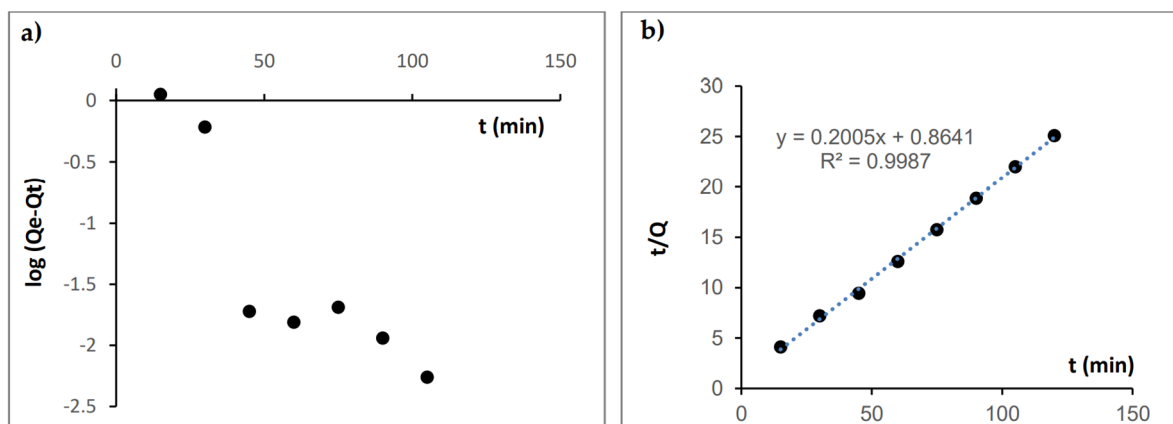 a)
0 50 100 150
0
t (min)
-0.5
-1
-1.5
-2
-2.5
log (Qe-Qt)
b)
30
25
20
15
10
5
0
t/Q
y = 0.2005x + 0.8641
R² = 0.9987
t (min)
0 50 100 150